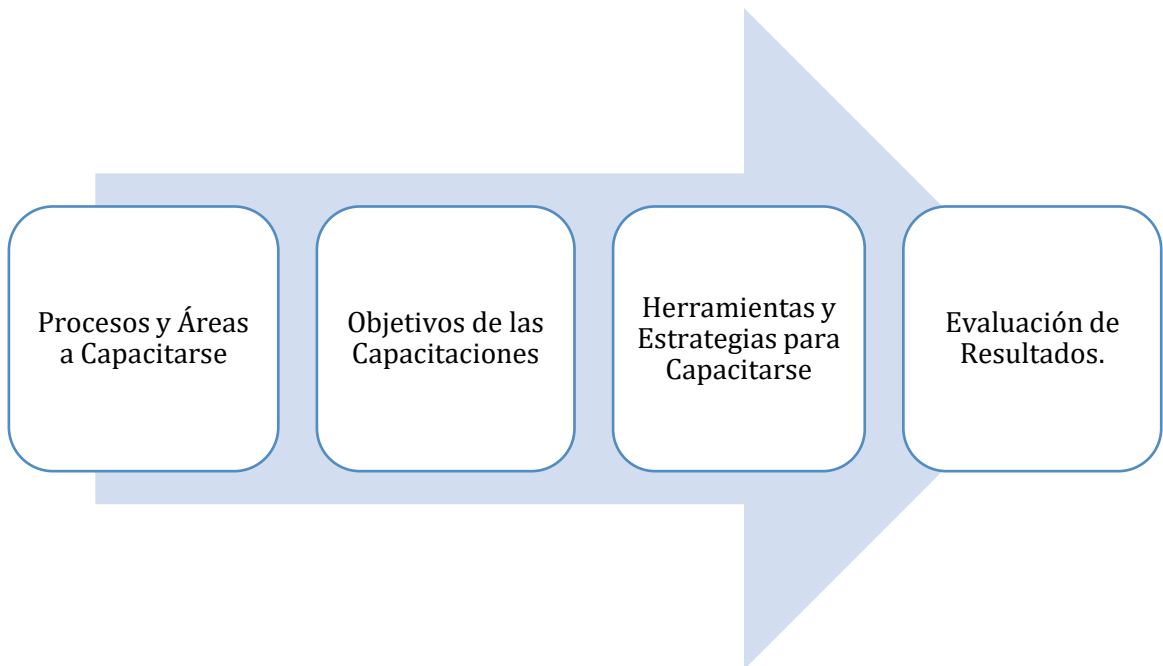 Procesos y Áreas
a Capacitarse
Objetivos de las
Capacitaciones
Herramientas y
Estrategias para
Capacitarse
Evaluación de
Resultados.